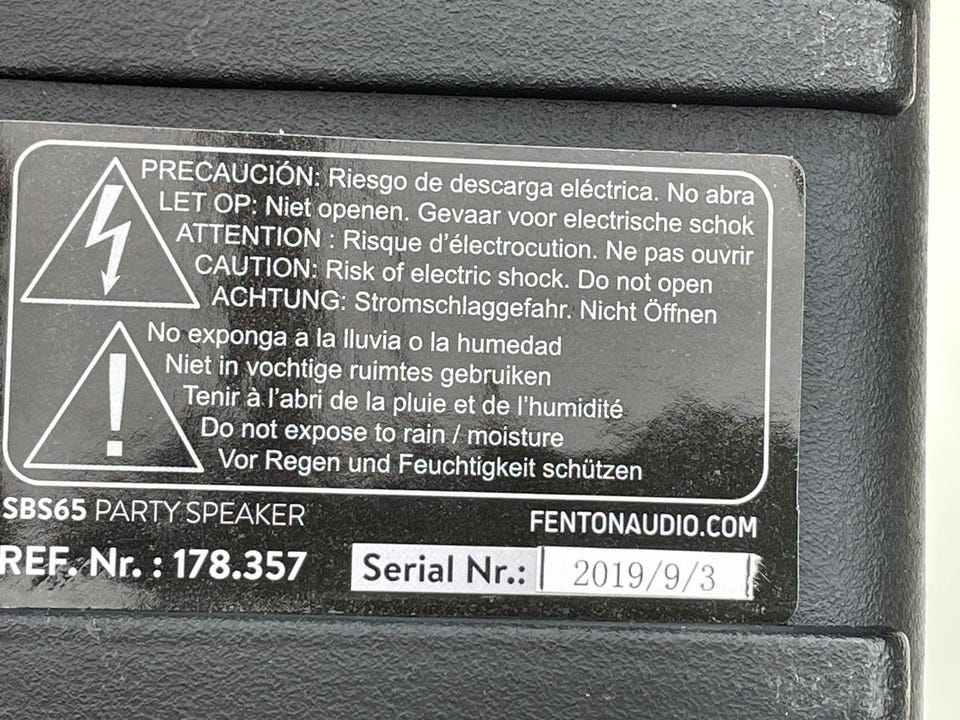 PRECAUCIÓN: Riesgo de descarga eléctrica. No abra
LET OP: Niet openen. Gevaar voor electrische schok
ATTENTION : Risque d'électrocution. Ne pas ouvrir
CAUTION: Risk of electric shock. Do not open
ACHTUNG: Stromschlaggefahr. Nicht Öffnen
No exponga a la lluvia o la humedad
Niet in vochtige ruimtes gebruiken
Tenir à l'abri de la pluie et de l'humidité
Do not expose to rain / moisture
Vor Regen und Feuchtigkeit schützen
SBS65 PARTY SPEAKER FENTONAUDIO.COM
REF. Nr. : 178.357 Serial Nr.: 2019/9/3